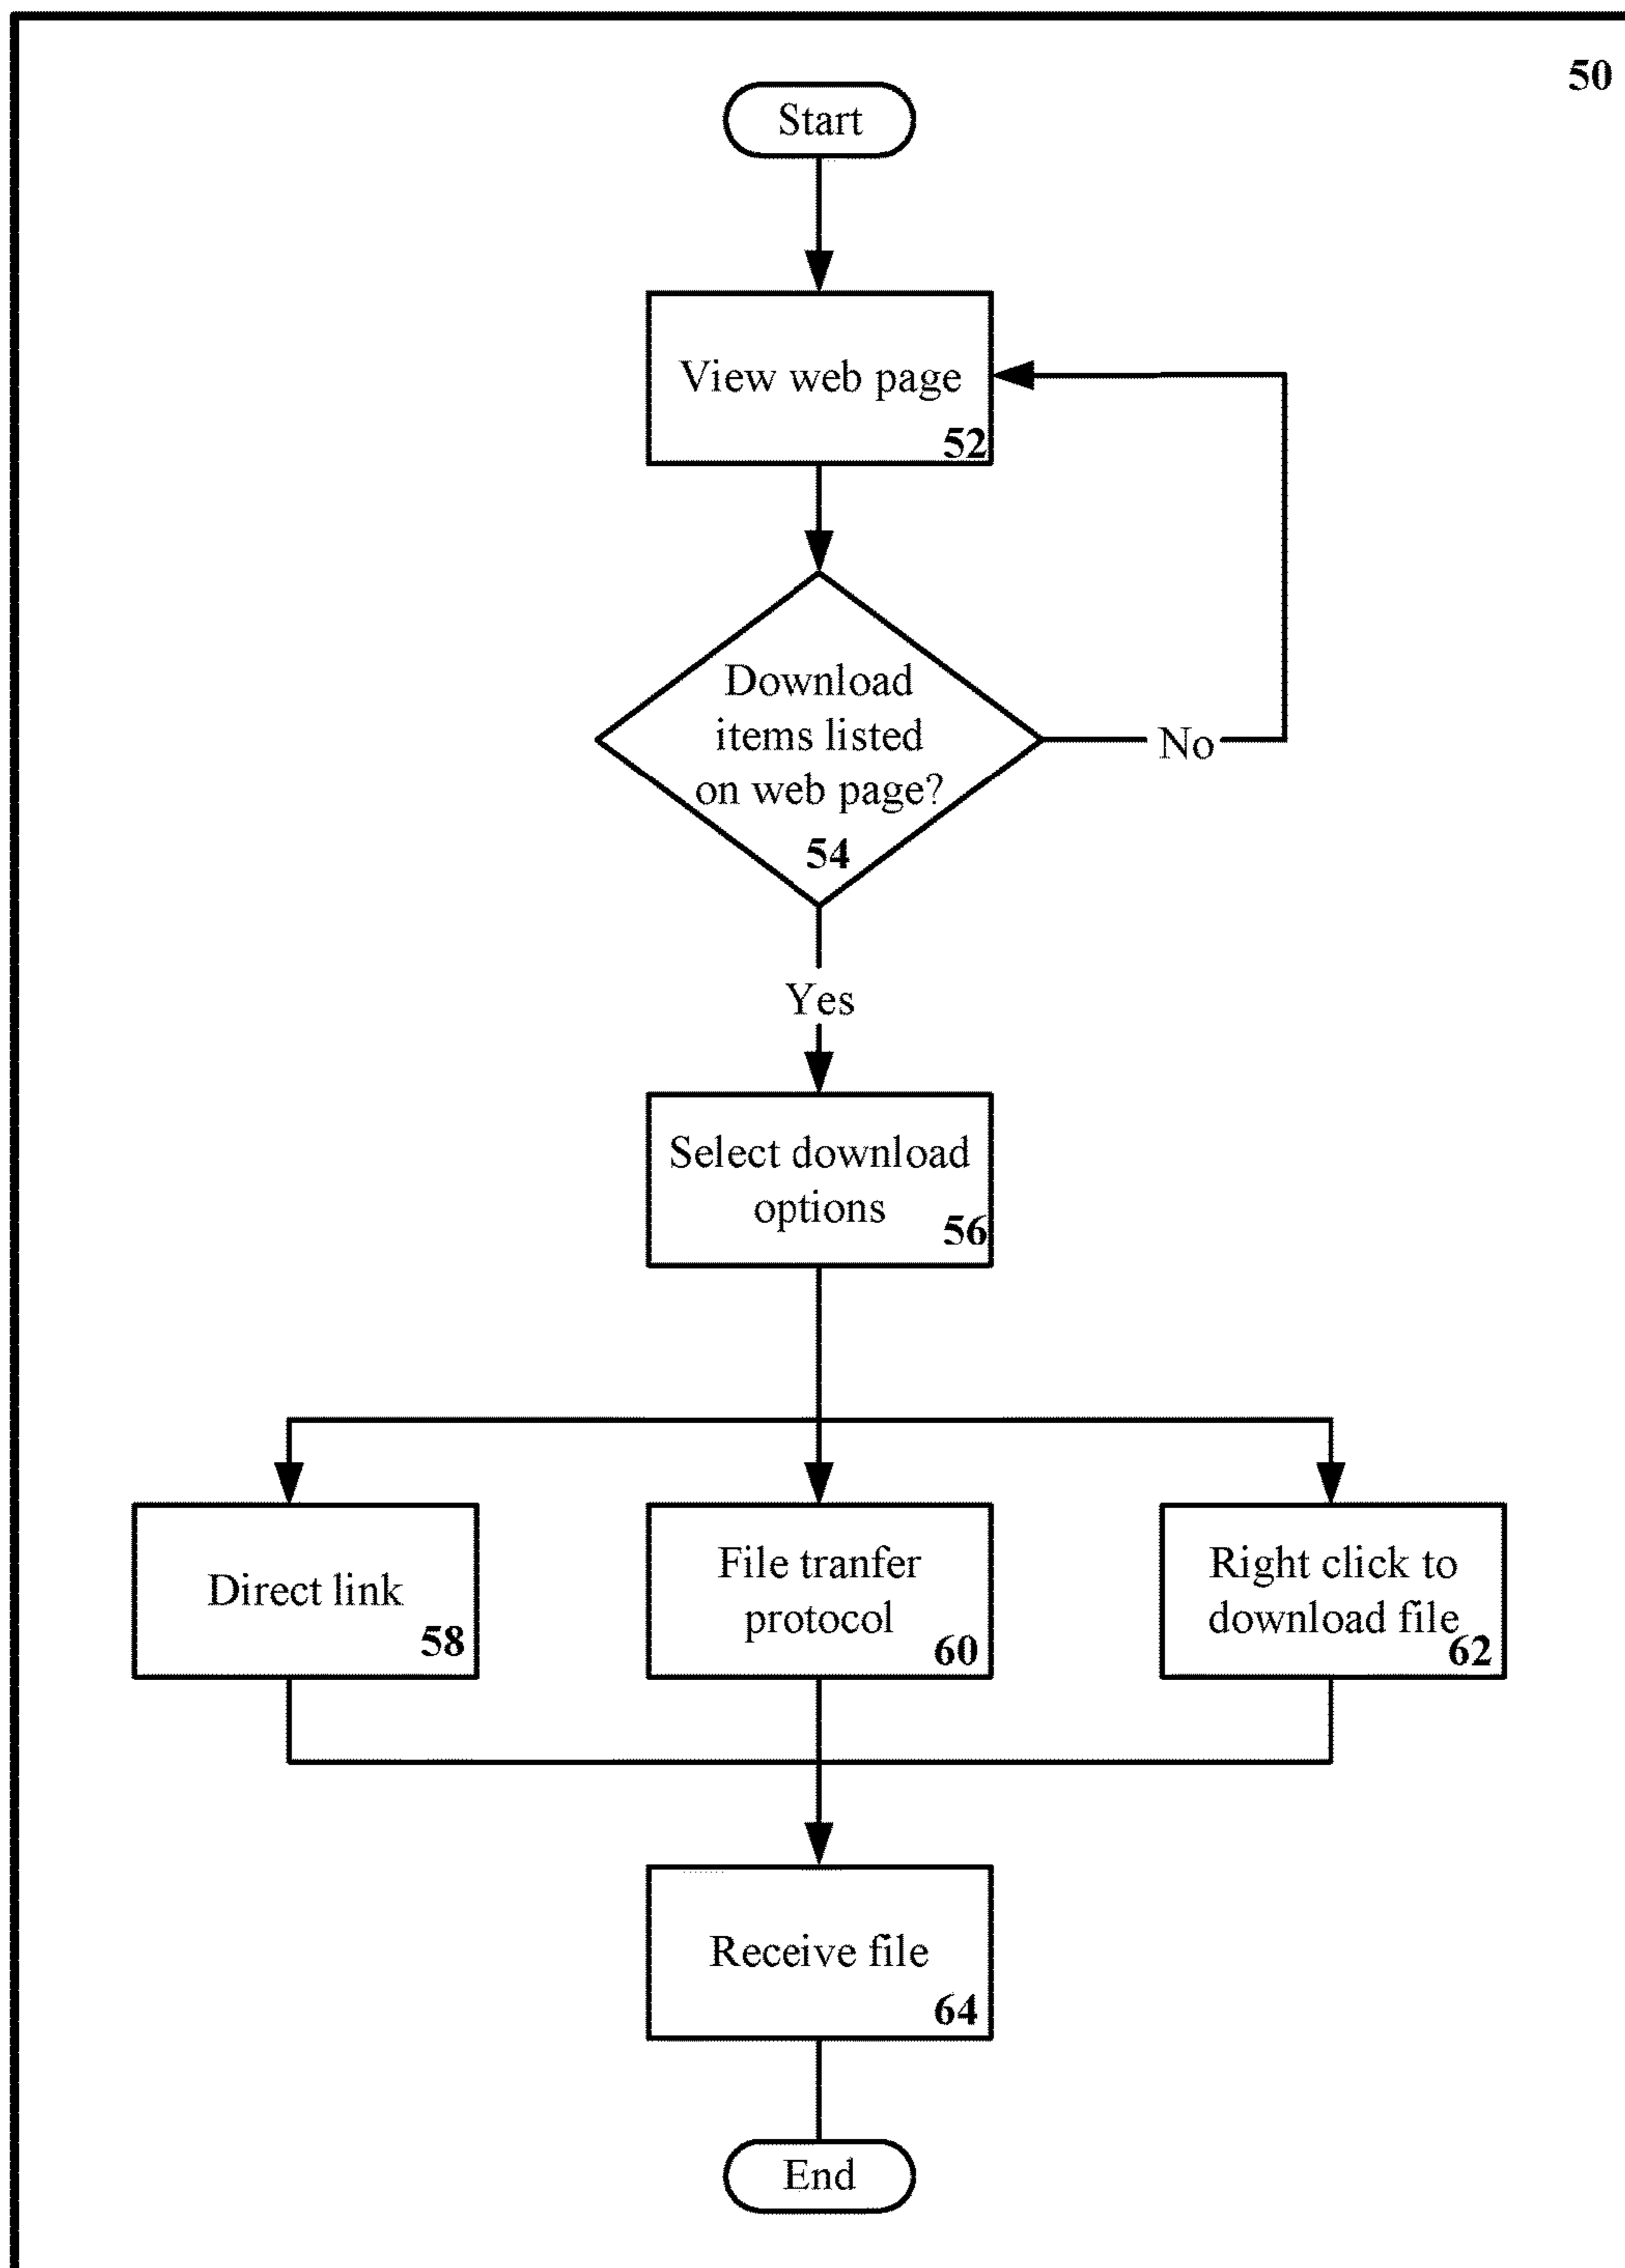 50
Start
View web page
52
Download
items listed
on web page?
54
No
Yes
Select download
options
56
Direct link
58
File tranfer
protocol
60
Right click to
download file
62
Receive file
64
End